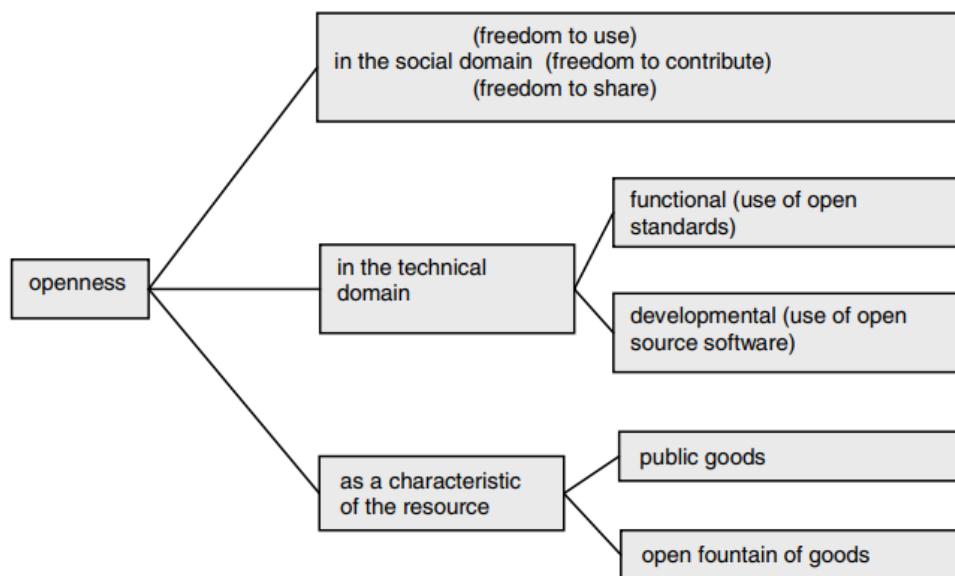 (freedom to use)
in the social domain (freedom to contribute)
(freedom to share)
functional (use of open
standards)
openness
in the technical
domain
developmental (use of open
source software)
as a characteristic
of the resource
public goods
open fountain of goods